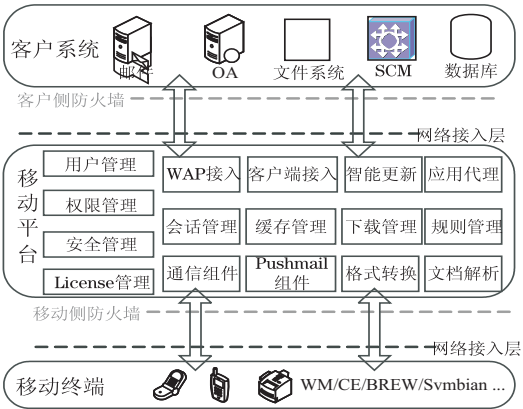 客户系统
邮件 OA 文件系统 SCM 数据库
客户侧防火墙
网络接入层
移动平台
用户管理 WAP接入 客户端接入 智能更新 应用代理
权限管理
会话管理 缓存管理 下载管理 规则管理
安全管理
通信组件 Pushmail 组件 格式转换 文档解析
License管理
移动侧防火墙
网络接入层
移动终端 WM/CE/BREW/Symbian ...